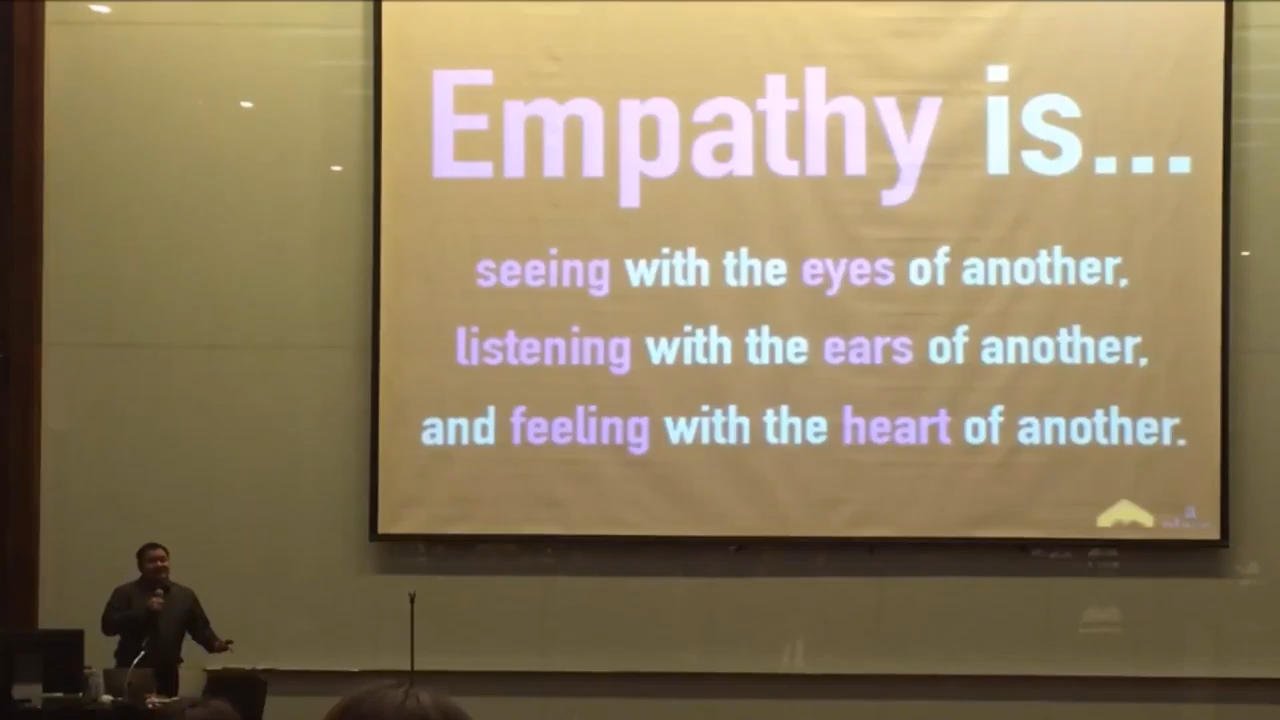 Empathy is...
seeing with the eyes of another,
listening with the ears of another,
and feeling with the heart of another.